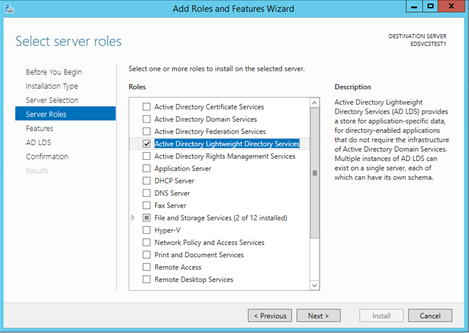 Add Roles and Features Wizard
Select server roles
DESTINATION SERVER
EDSVCSTEST1
Before You Begin
Installation Type
Server Selection
Server Roles
Features
AD LDS
Confirmation
Results
Select one or more roles to install on the selected server.
Roles
Active Directory Certificate Services
Active Directory Domain Services
Active Directory Federation Services
Active Directory Lightweight Directory Services
Active Directory Rights Management Services
Application Server
DHCP Server
DNS Server
Fax Server
File and Storage Services (2 of 12 installed)
Hyper-V
Network Policy and Access Services
Print and Document Services
Remote Access
Remote Desktop Services
Description
Active Directory Lightweight
Directory Services (AD LDS) provides
a store for application-specific data,
for directory-enabled applications
that do not require the infrastructure
of Active Directory Domain Services.
Multiple instances of AD LDS can
exist on a single server, each of
which can have its own schema.
< Previous
Next >
Install
Cancel